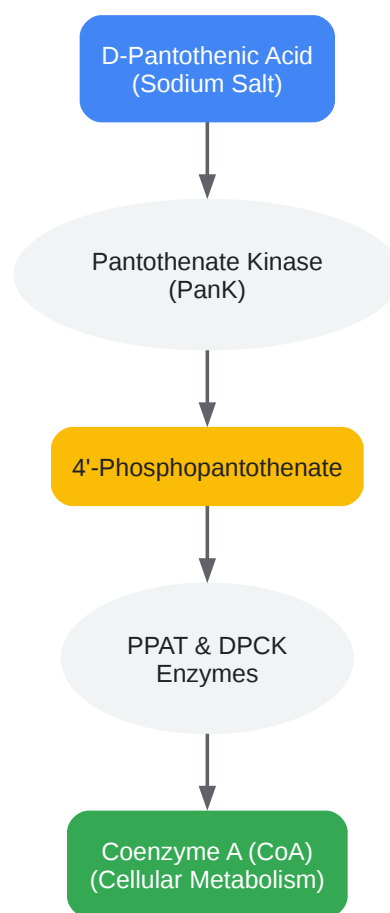 D-Pantothenic Acid
(Sodium Salt)
Pantothenate Kinase
(PanK)
4'-Phosphopantothenate
PPAT & DPCK
Enzymes
Coenzyme A (CoA)
(Cellular Metabolism)